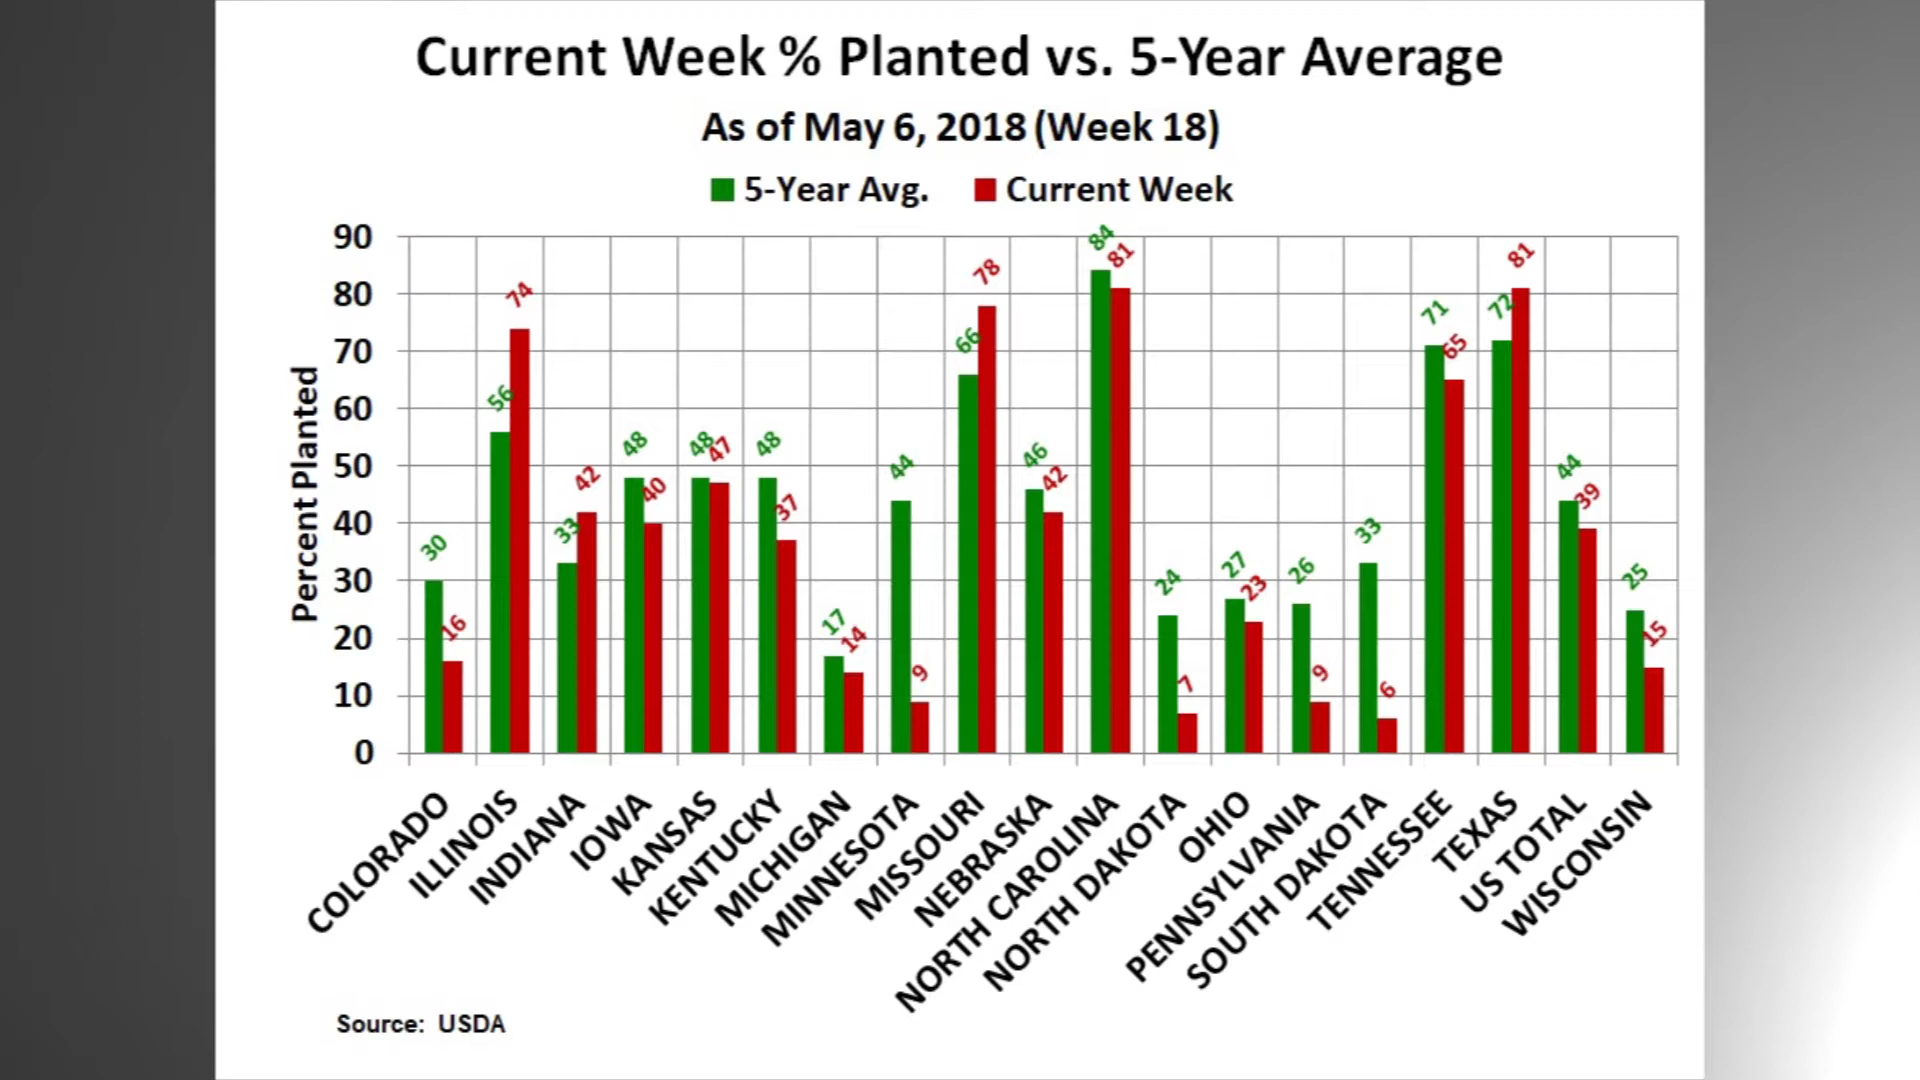 Current Week % Planted vs. 5-Year Average
As of May 6, 2018 (Week 18)
5-Year Avg. Current Week
Percent Planted
90
80
70
60
50
40
30
20
10
0
30 16
56 74
33 42
48 40
48 47
48 37
17 14
44 9
66 78
46 42
84 81
24 7
27 23
26 9
33 6
71 65
72 81
44 39
25 15
COLORADO
ILLINOIS
INDIANA
IOWA
KANSAS
KENTUCKY
MICHIGAN
MINNESOTA
MISSOURI
NEBRASKA
NORTH CAROLINA
NORTH DAKOTA
OHIO
PENNSYLVANIA
SOUTH DAKOTA
TENNESSEE
TEXAS
US TOTAL
WISCONSIN
Source: USDA